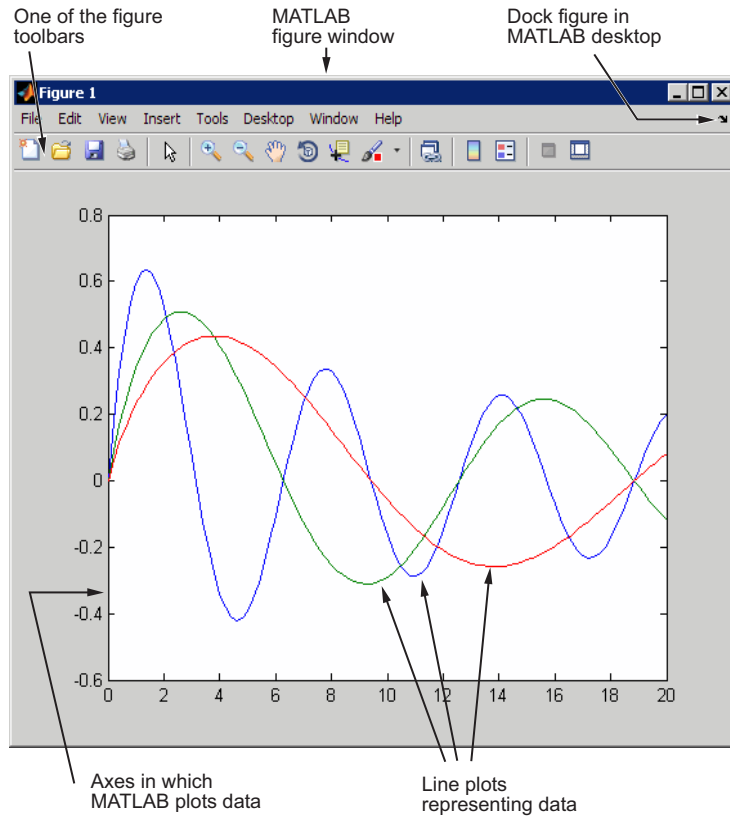 One of the figure
toolbars
MATLAB
figure window
Dock figure in
MATLAB desktop
Figure 1
File Edit View Insert Tools Desktop Window Help
0.8
0.6
0.4
0.2
0
-0.2
-0.4
-0.6
0 2 4 6 8 10 12 14 16 18 20
Axes in which
MATLAB plots data
Line plots
representing data